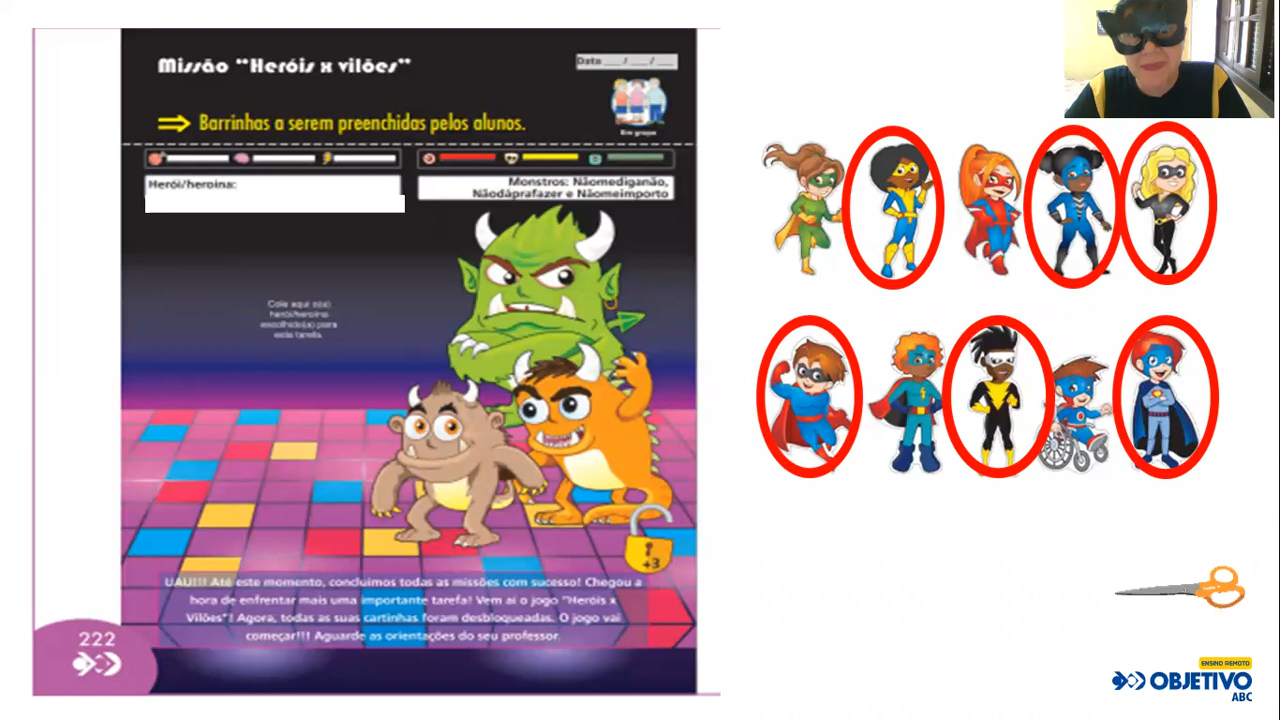 Missão "Heróis x vilões"
Data ___ / ___ / ___
Em grupo
Barrinhas a serem preenchidas pelos alunos.
Herói/heroína:
Monstros: Nãomediganão,
Nãodáprafazer e Nãomeimporto
Cole aqui o(a)
herói/heroína
escolhido(a) para
esta tarefa.
+3
UAU!!! Até este momento, concluímos todas as missões com sucesso! Chegou a
hora de enfrentar mais uma importante tarefa! Vem aí o jogo "Heróis x
Vilões"! Agora, todas as suas cartinhas foram desbloqueadas. O jogo vai
começar!!! Aguarde as orientações do seu professor.
222
ENSINO REMOTO
OBJETIVO
ABC